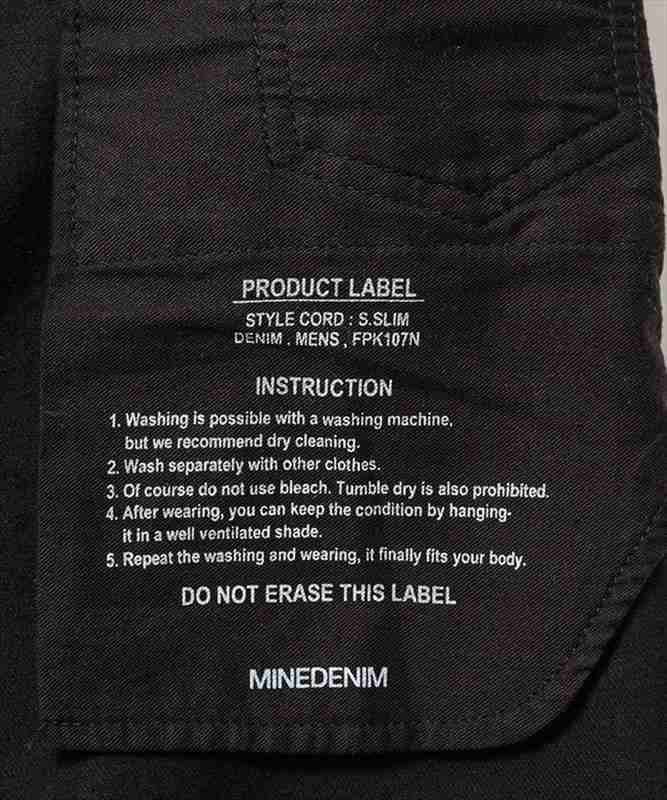 PRODUCT LABEL
STYLE CORD : S.SLIM
DENIM . MENS , FPK107N
INSTRUCTION
1. Washing is possible with a washing machine,
but we recommend dry cleaning.
2. Wash separately with other clothes.
3. Of course do not use bleach. Tumble dry is also prohibited.
4. After wearing, you can keep the condition by hanging-
it in a well ventilated shade.
5. Repeat the washing and wearing, it finally fits your body.
DO NOT ERASE THIS LABEL
MINEDENIM